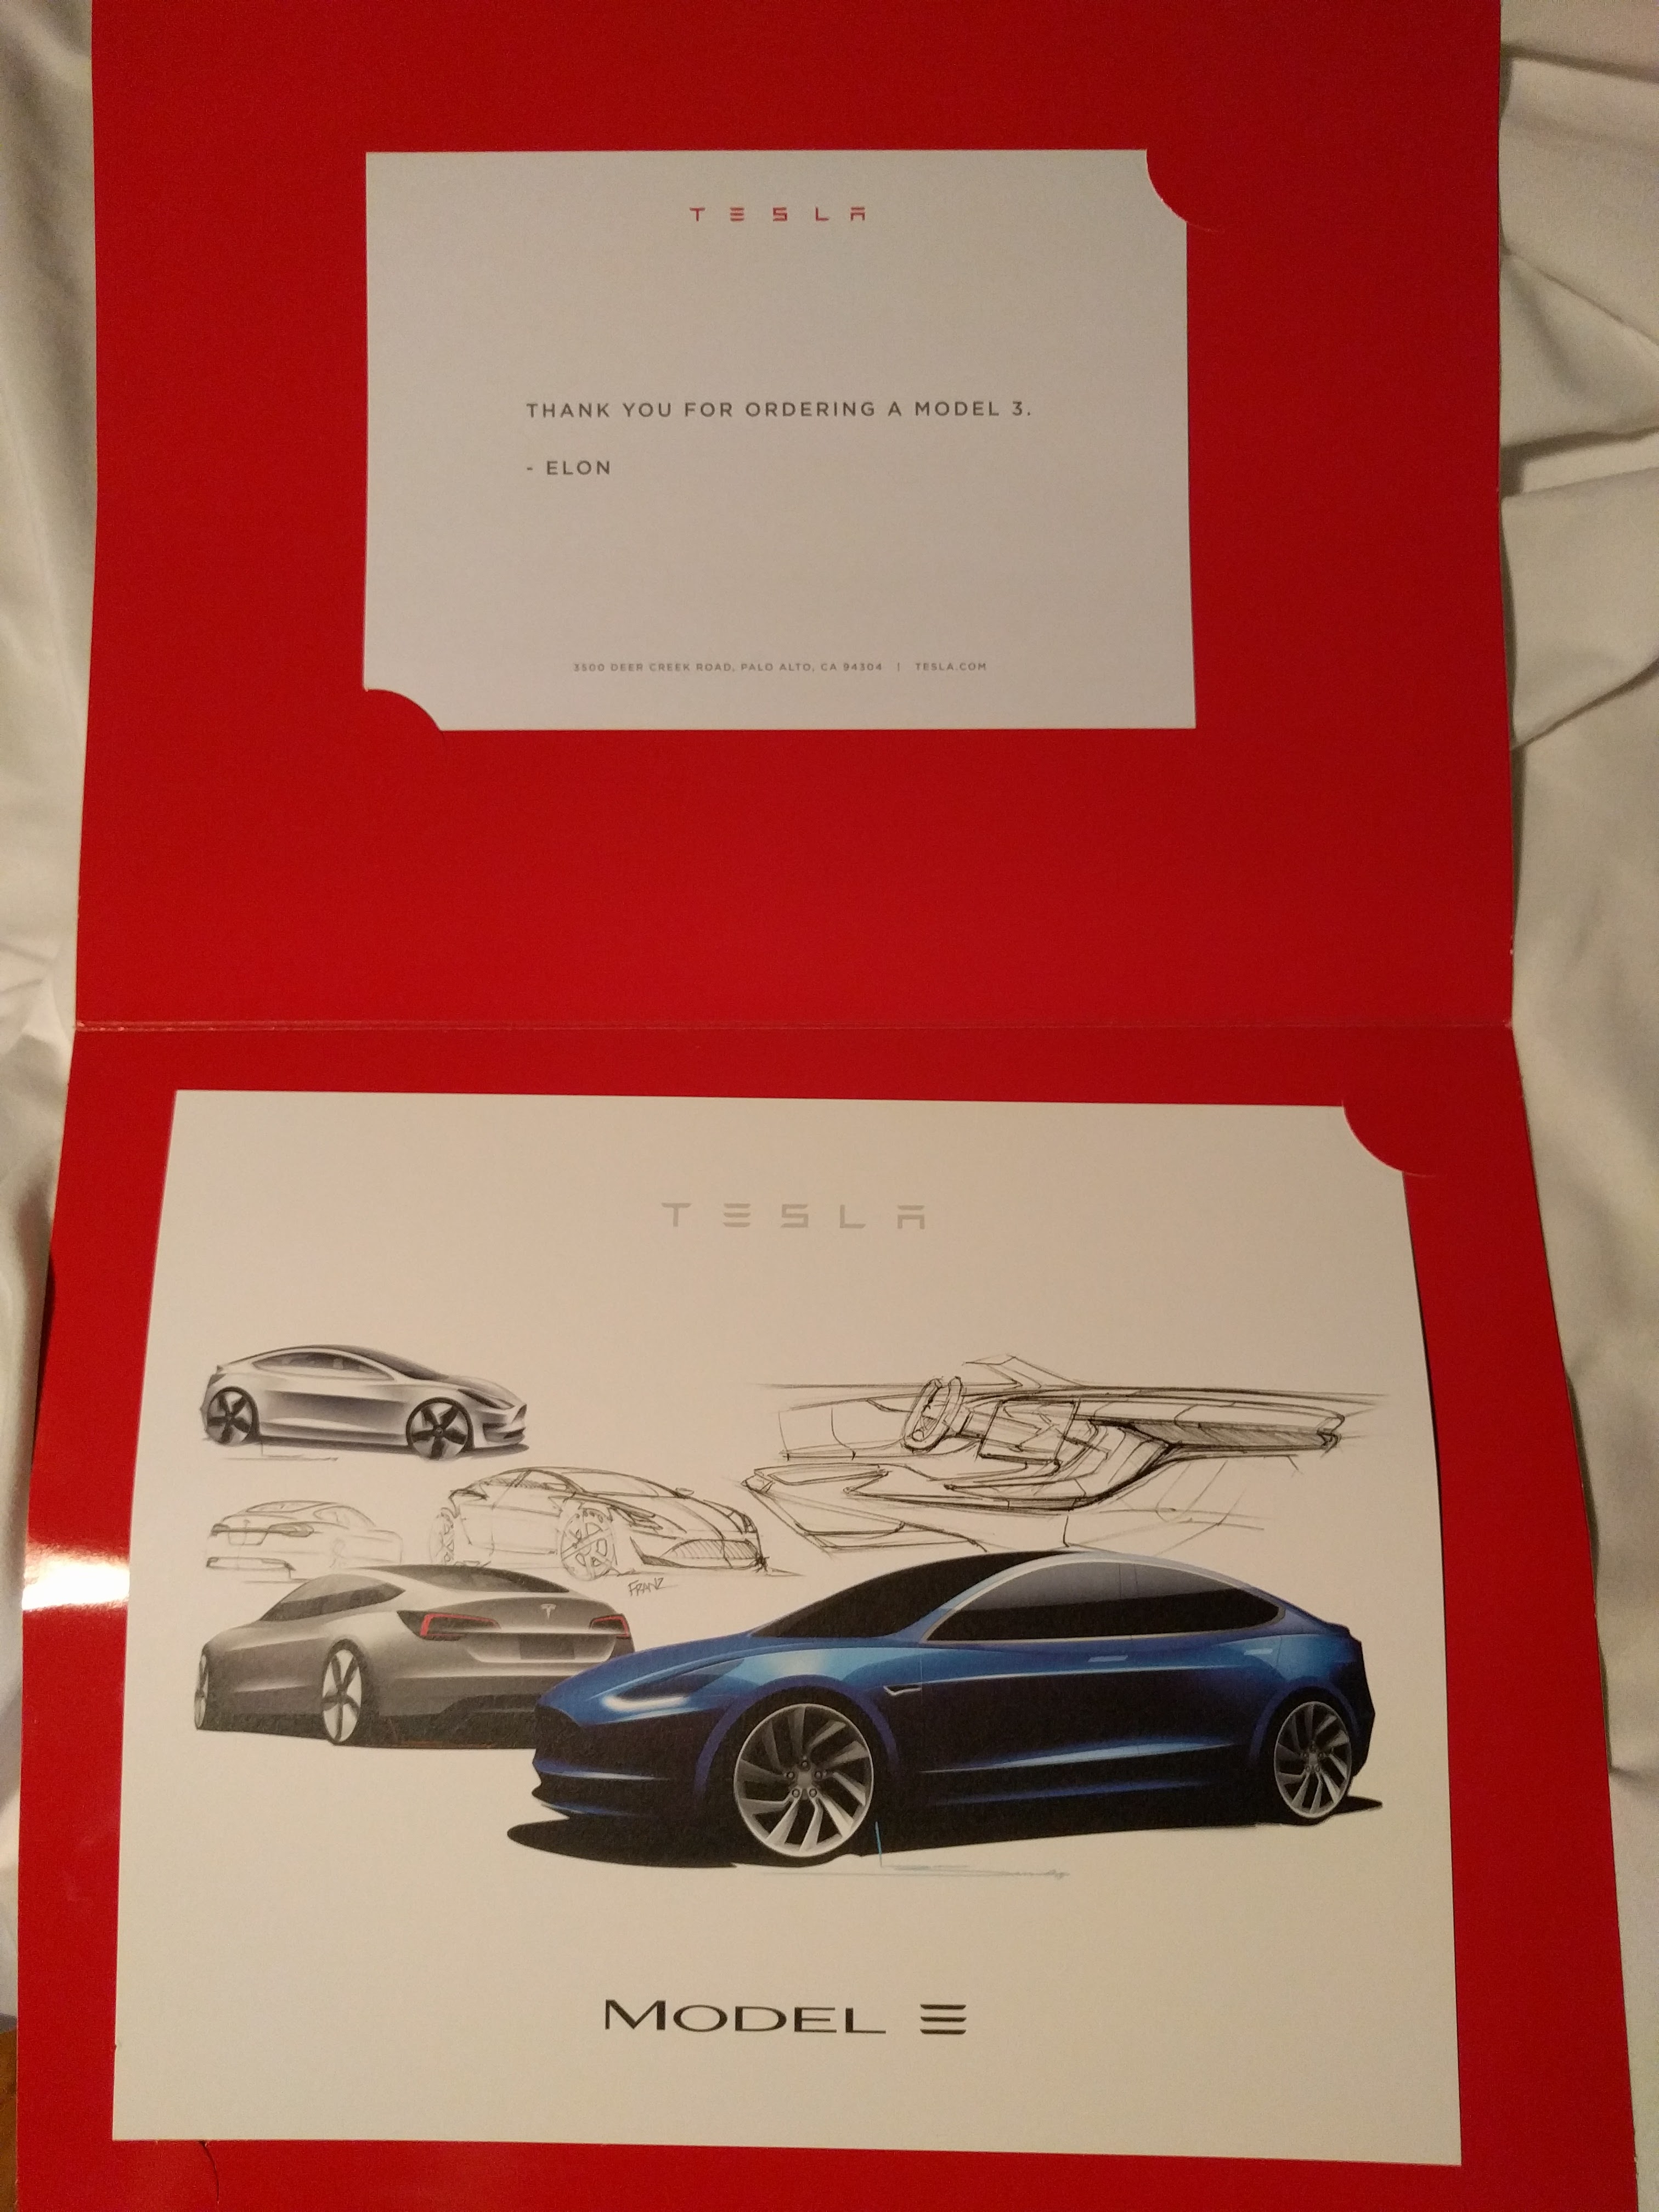 TESLA
THANK YOU FOR ORDERING A MODEL 3.
- ELON
3500 DEER CREEK ROAD, PALO ALTO, CA 94304 | TESLA.COM
TESLA
FRANZ
MODEL ☰